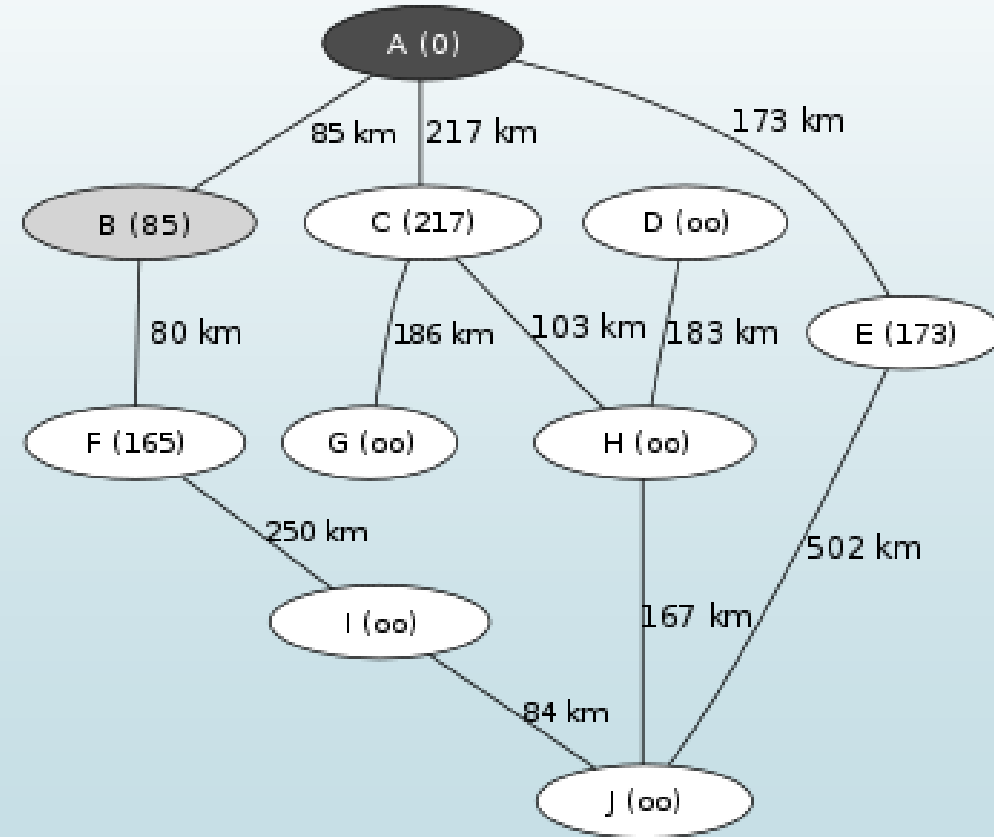 A (0)
173 km
85 km
217 km
B (85)
C (217)
D (oo)
80 km
186 km
103 km
183 km
E (173)
F (165)
G (oo)
H (oo)
250 km
502 km
I (oo)
167 km
84 km
J (oo)